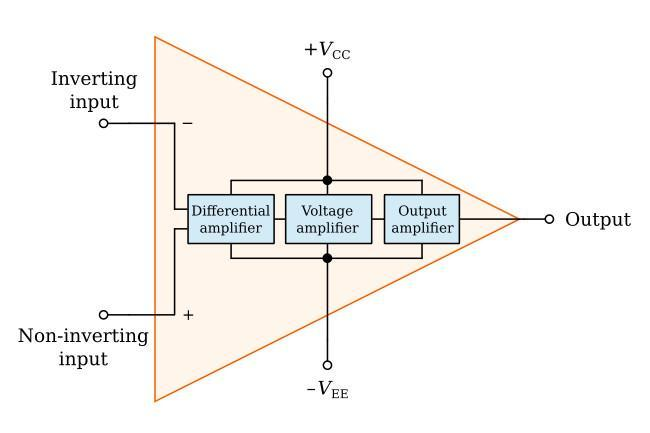 +VCC
Inverting
input
−
Differential
amplifier
Voltage
amplifier
Output
amplifier
Output
+
Non-inverting
input
–VEE